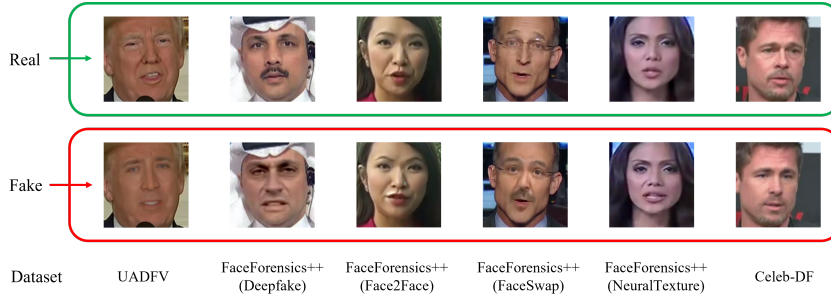 Real
Fake
Dataset
UADFV
FaceForensics++
(Deepfake)
FaceForensics++
(Face2Face)
FaceForensics++
(FaceSwap)
FaceForensics++
(NeuralTexture)
Celeb-DF